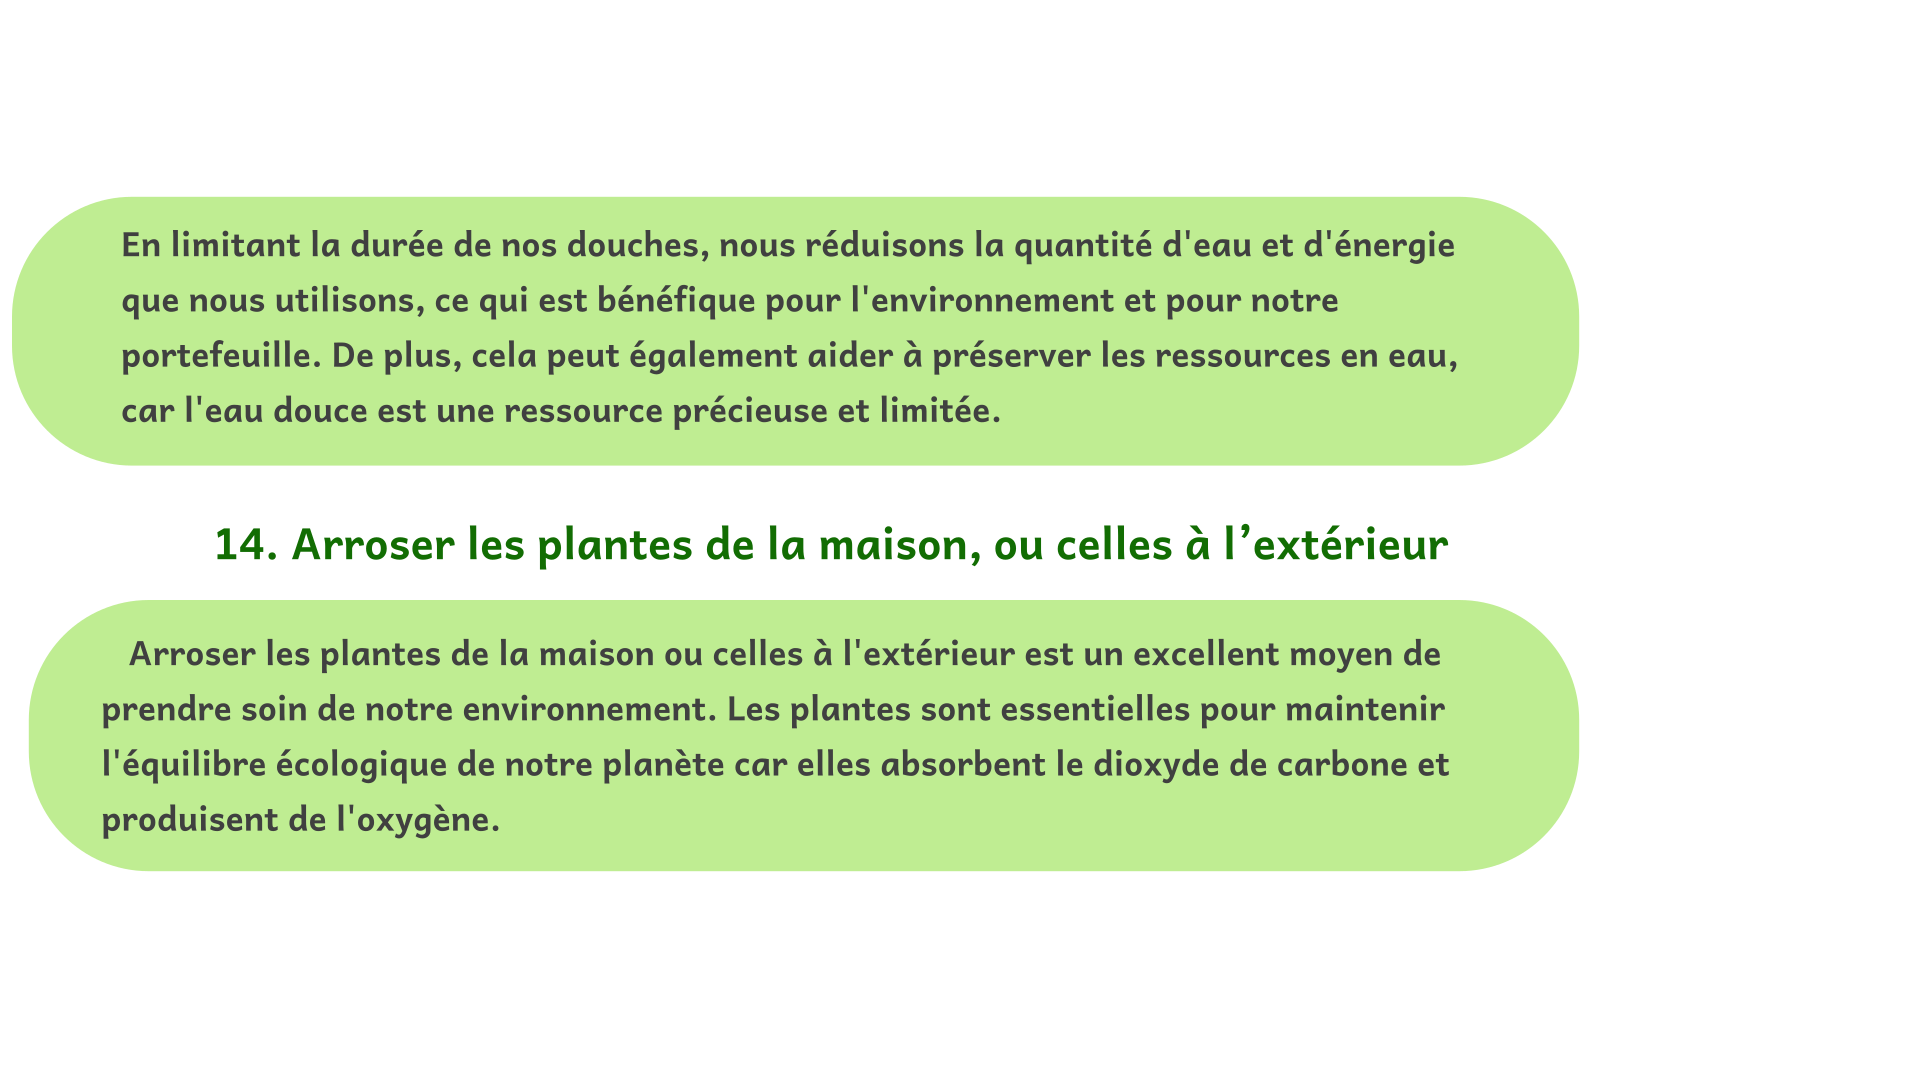 En limitant la durée de nos douches, nous réduisons la quantité d'eau et d'énergie
que nous utilisons, ce qui est bénéfique pour l'environnement et pour notre
portefeuille. De plus, cela peut également aider à préserver les ressources en eau,
car l'eau douce est une ressource précieuse et limitée.
14. Arroser les plantes de la maison, ou celles à l’extérieur
Arroser les plantes de la maison ou celles à l'extérieur est un excellent moyen de
prendre soin de notre environnement. Les plantes sont essentielles pour maintenir
l'équilibre écologique de notre planète car elles absorbent le dioxyde de carbone et
produisent de l'oxygène.